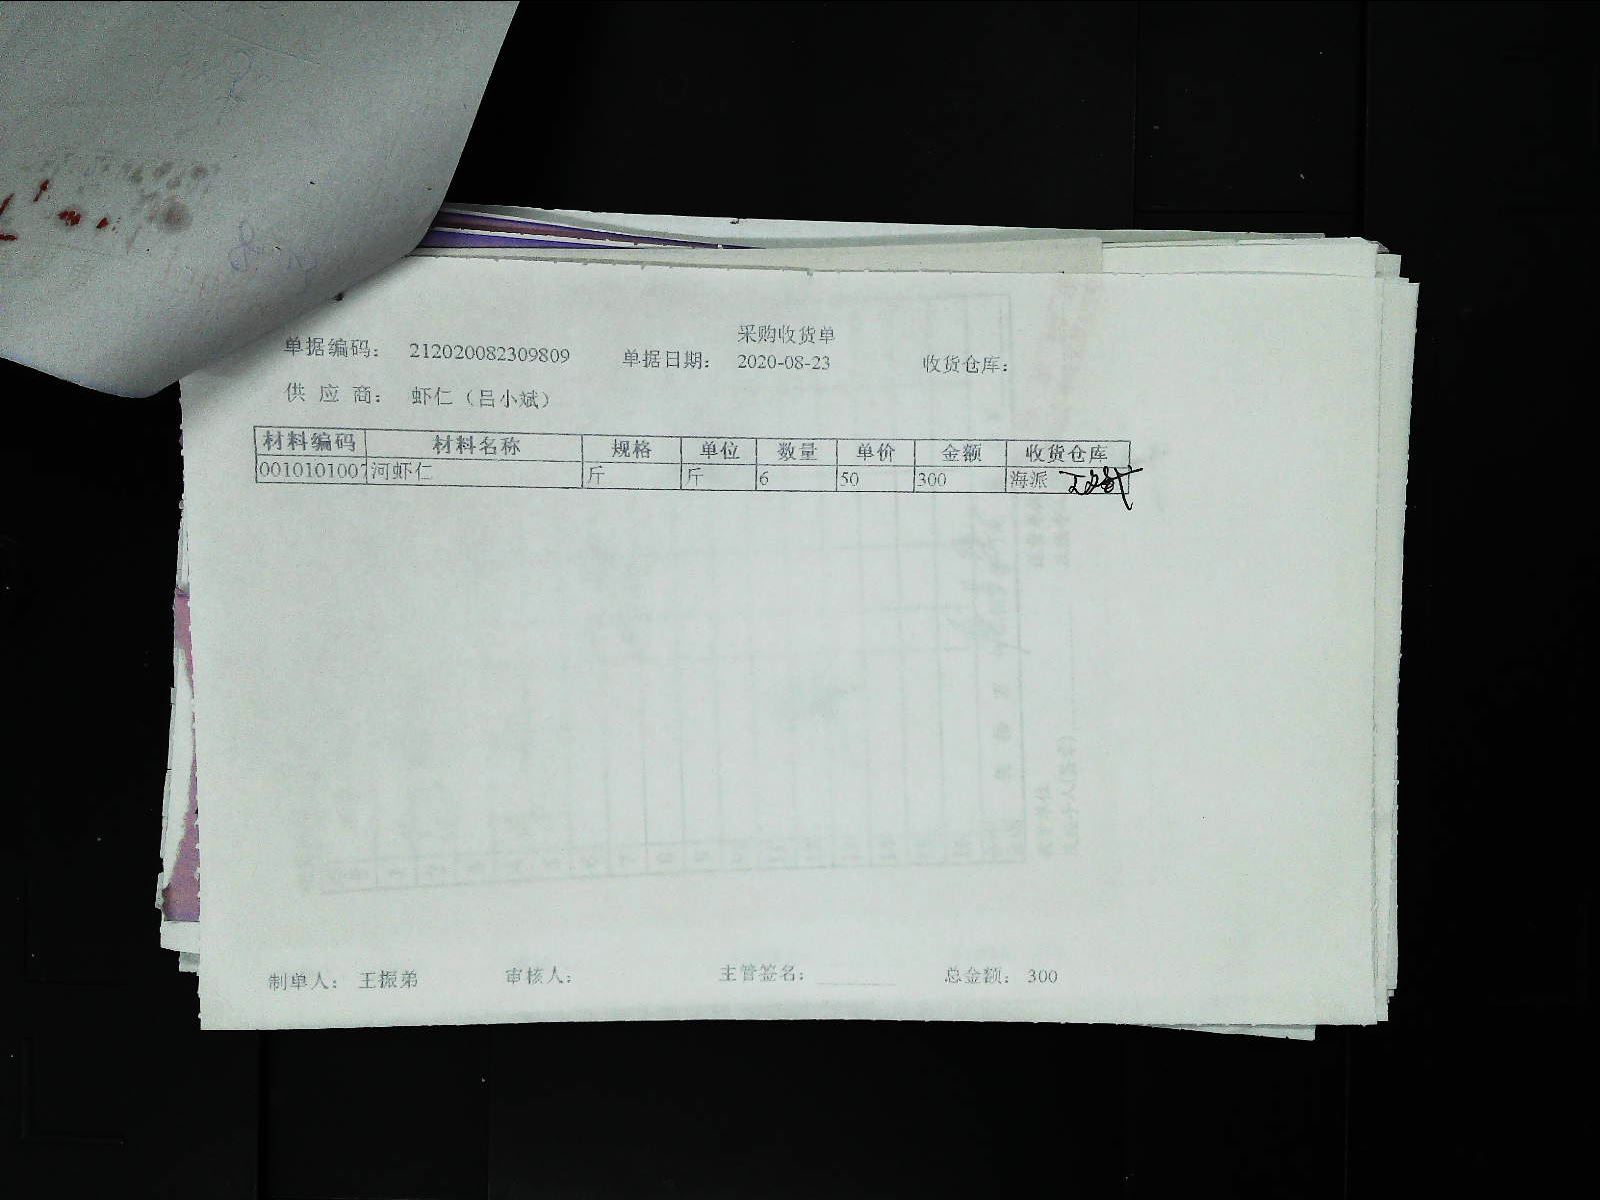 采购收货单
单据编码： 212020082309809 单据日期： 2020-08-23 收货仓库：
供 应 商： 虾仁（吕小斌）
材料编码 材料名称 规格 单位 数量 单价 金额 收货仓库
0010101007 河虾仁 斤 斤 6 50 300 海派
制单人： 王振弟 审核人： 主管签名： 总金额： 300